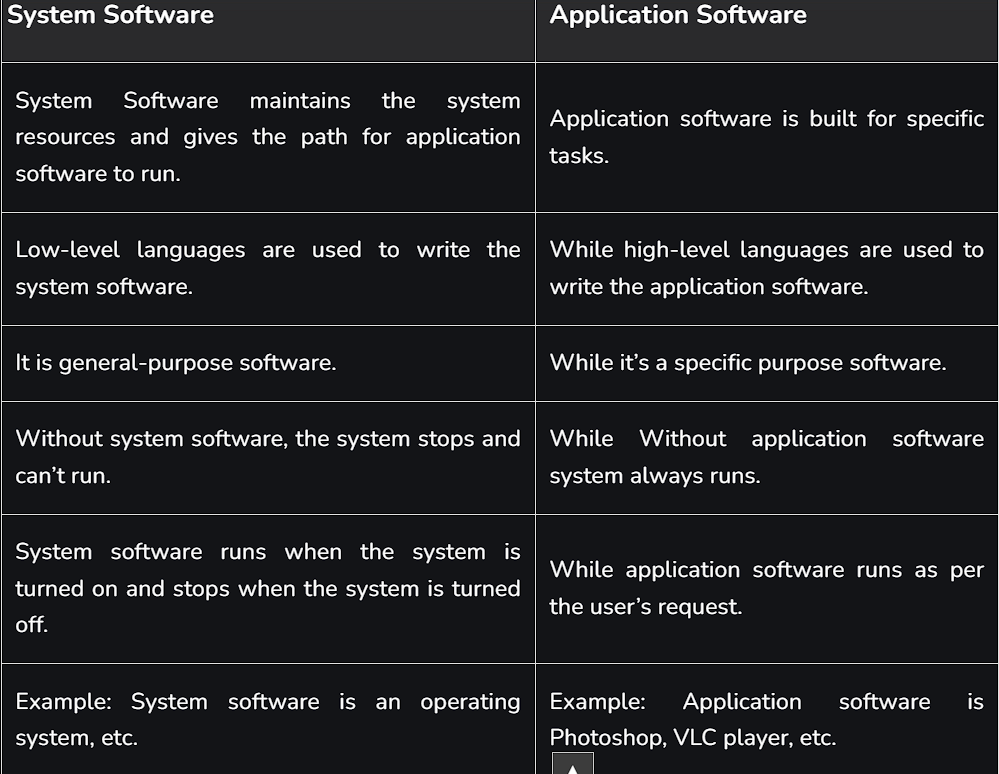 System Software
Application Software
System Software maintains the system
resources and gives the path for application
software to run.
Application software is built for specific
tasks.
Low-level languages are used to write the
system software.
While high-level languages are used to
write the application software.
It is general-purpose software.
While it’s a specific purpose software.
Without system software, the system stops and
can’t run.
While Without application software
system always runs.
System software runs when the system is
turned on and stops when the system is turned
off.
While application software runs as per
the user’s request.
Example: System software is an operating
system, etc.
Example: Application software is
Photoshop, VLC player, etc.